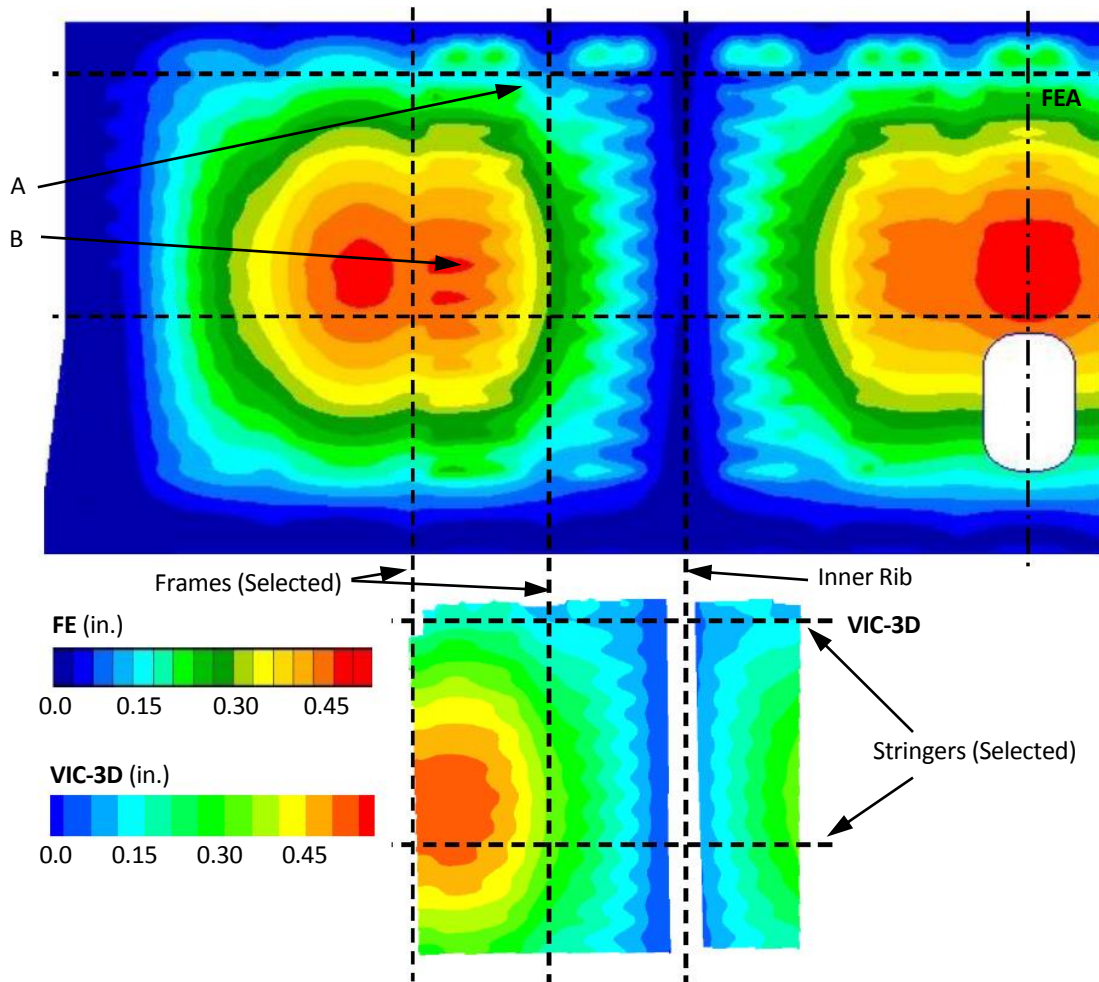 FEA
A
B
Frames (Selected)
Inner Rib
FE (in.)
VIC-3D
0.0 0.15 0.30 0.45
Stringers (Selected)
VIC-3D (in.)
0.0 0.15 0.30 0.45